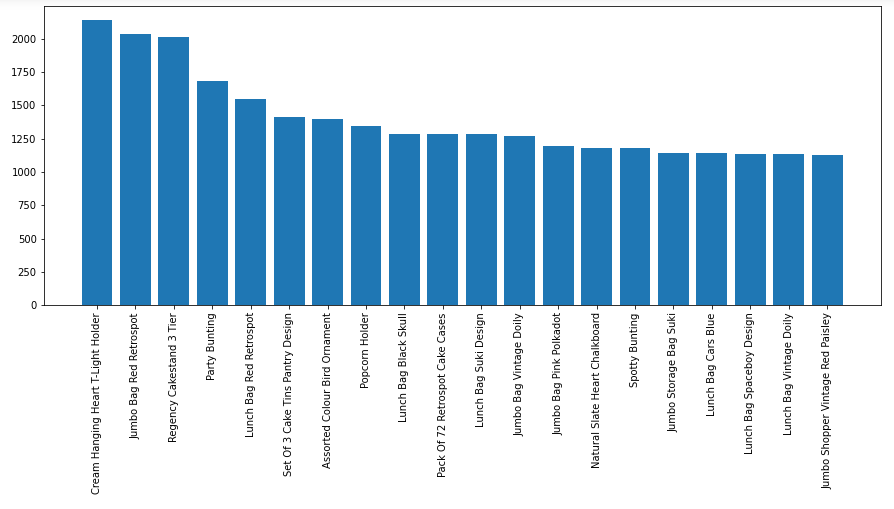 2000
1750
1500
1250
1000
750
500
250
0
Cream Hanging Heart T-Light Holder
Jumbo Bag Red Retrospot
Regency Cakestand 3 Tier
Party Bunting
Lunch Bag Red Retrospot
Set Of 3 Cake Tins Pantry Design
Assorted Colour Bird Ornament
Popcorn Holder
Lunch Bag Black Skull
Pack Of 72 Retrospot Cake Cases
Lunch Bag Suki Design
Jumbo Bag Vintage Doily
Jumbo Bag Pink Polkadot
Natural Slate Heart Chalkboard
Spotty Bunting
Jumbo Storage Bag Suki
Lunch Bag Cars Blue
Lunch Bag Spaceboy Design
Lunch Bag Vintage Doily
Jumbo Shopper Vintage Red Paisley